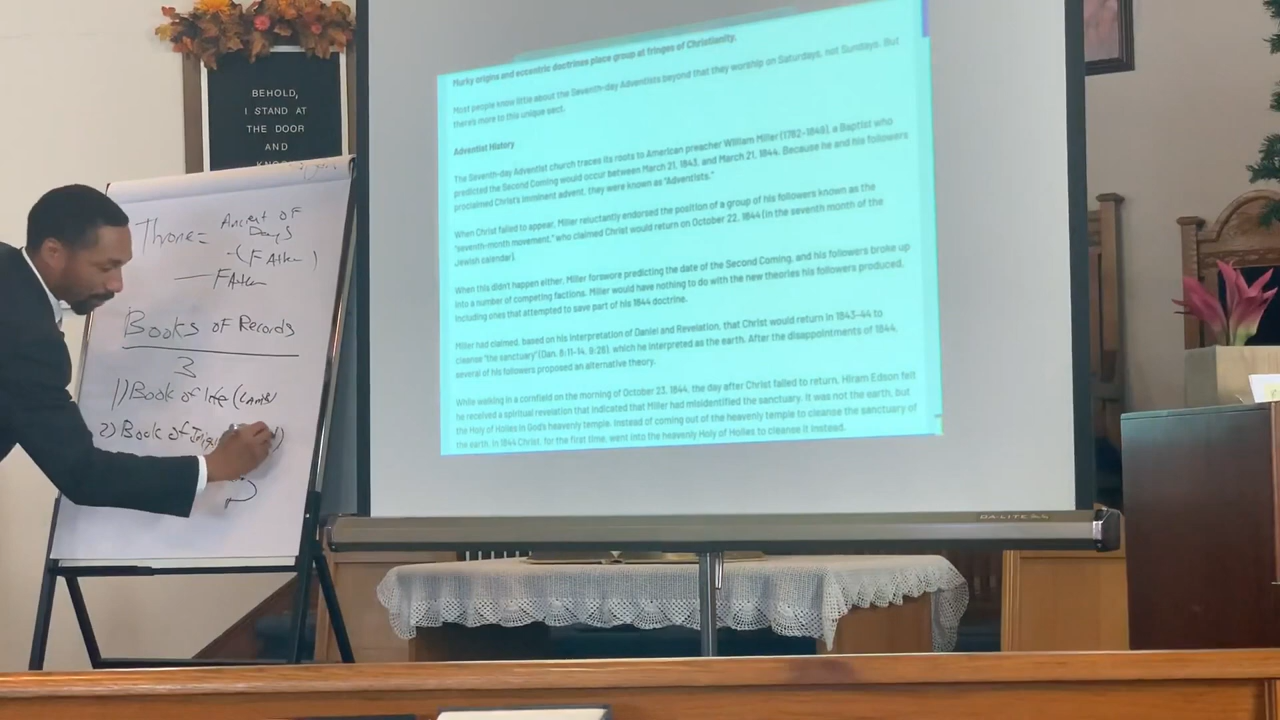 BEHOLD,
I STAND AT
THE DOOR
AND
Throne= Ancient of
Days
(Father)
— Father
Books of Records
3
1) Book of life (Lambs
2) Book of
Murky origins and eccentric doctrines place group at fringes of Christianity.
Most people know little about the Seventh-day Adventists beyond that they worship on Saturdays, not Sundays. But
there's more to this unique sect.
Adventist History
The Seventh-day Adventist church traces its roots to American preacher William Miller (1782-1849), a Baptist who
predicted the Second Coming would occur between March 21, 1843, and March 21, 1844. Because he and his followers
proclaimed Christ's imminent advent, they were known as "Adventists."
When Christ failed to appear, Miller reluctantly endorsed the position of a group of his followers known as the
"seventh-month movement," who claimed Christ would return on October 22, 1844 (in the seventh month of the
Jewish calendar).
When this didn't happen either, Miller forswore predicting the date of the Second Coming, and his followers broke up
into a number of competing factions. Miller would have nothing to do with the new theories his followers produced,
including ones that attempted to save part of his 1844 doctrine.
Miller had claimed, based on his interpretation of Daniel and Revelation, that Christ would return in 1843-44 to
cleanse "the sanctuary" (Dan. 8:11-14, 9:26), which he interpreted as the earth. After the disappointments of 1844,
several of his followers proposed an alternative theory.
While walking in a cornfield on the morning of October 23, 1844, the day after Christ failed to return, Hiram Edson felt
he received a spiritual revelation that indicated that Miller had misidentified the sanctuary. It was not the earth, but
the Holy of Holies in God's heavenly temple. Instead of coming out of the heavenly temple to cleanse the sanctuary of
the earth, in 1844 Christ, for the first time, went into the heavenly Holy of Holies to cleanse it instead.
DA-LITE